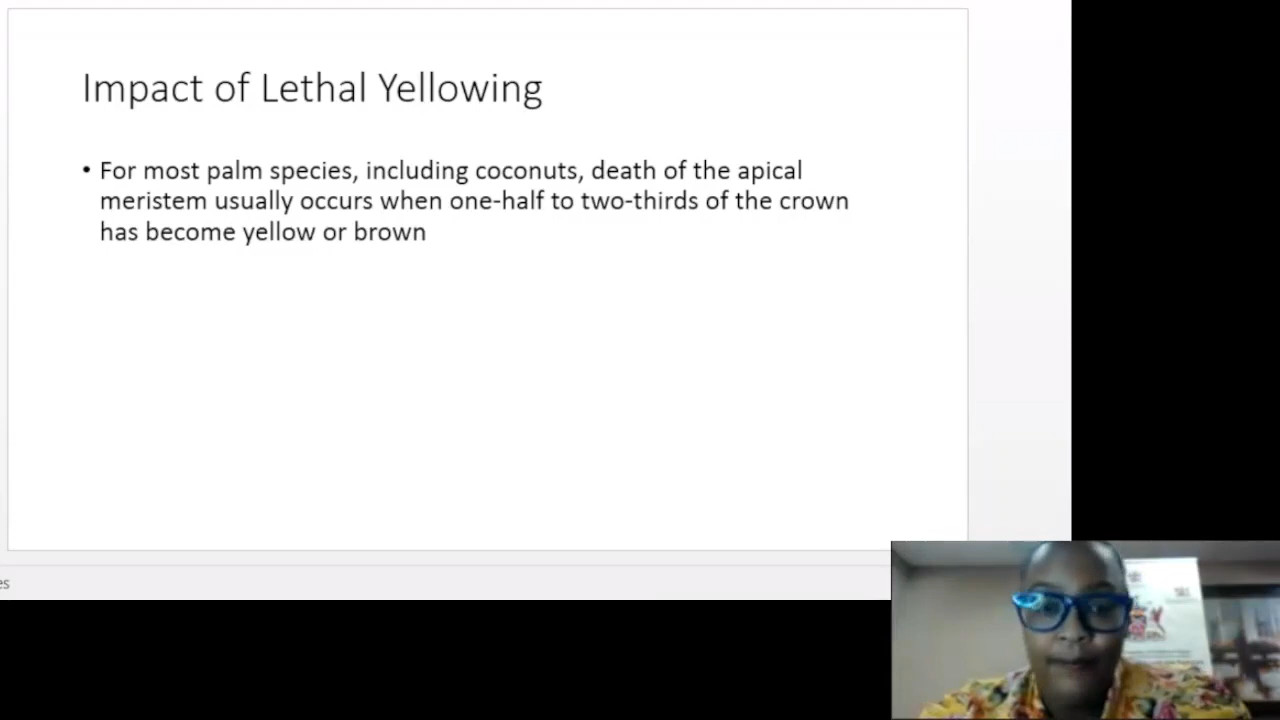 Impact of Lethal Yellowing
• For most palm species, including coconuts, death of the apical
meristem usually occurs when one-half to two-thirds of the crown
has become yellow or brown
es